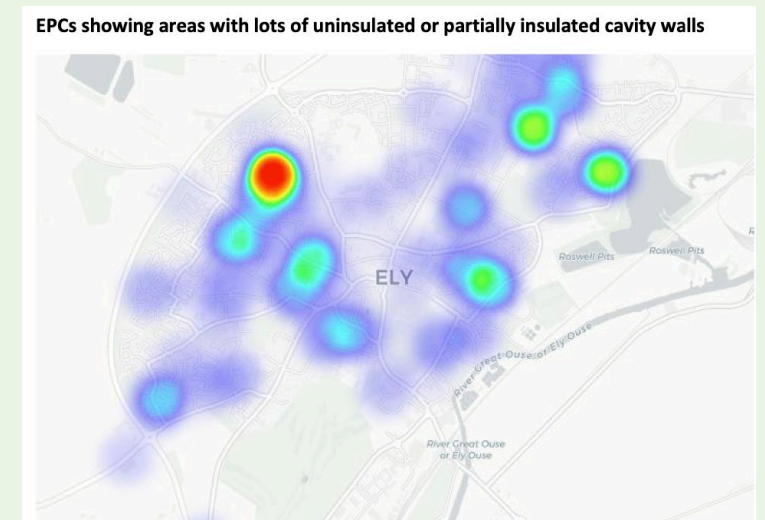 EPCs showing areas with lots of uninsulated or partially insulated cavity walls
ELY
Roswell Pits
Roswell Pits
R
River Great Ouse or Ely Ouse
River Great Ouse
or Ely Ouse